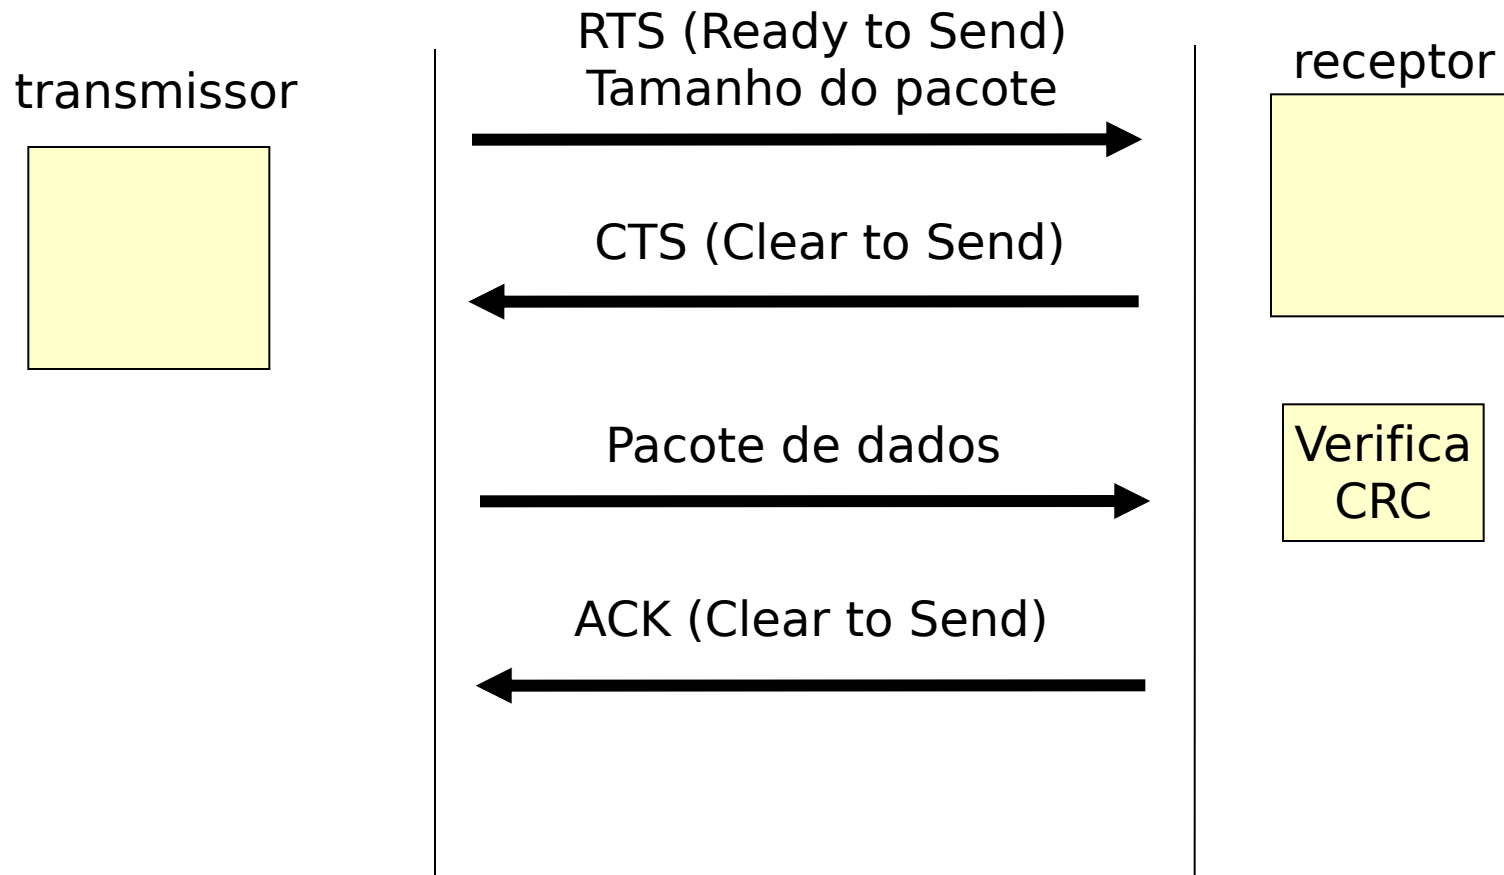 transmissor
RTS (Ready to Send)
Tamanho do pacote
receptor
CTS (Clear to Send)
Pacote de dados
Verifica
CRC
ACK (Clear to Send)